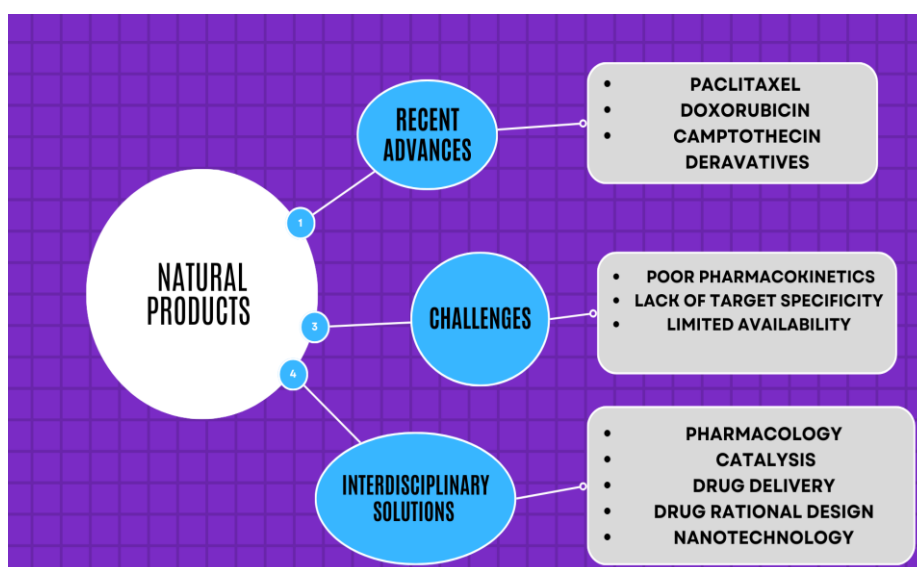 NATURAL
PRODUCTS
1
RECENT
ADVANCES
• PACLITAXEL
• DOXORUBICIN
• CAMPTOTHECIN
DERAVATIVES
3
CHALLENGES
• POOR PHARMACOKINETICS
• LACK OF TARGET SPECIFICITY
• LIMITED AVAILABILITY
4
INTERDISCIPLINARY
SOLUTIONS
• PHARMACOLOGY
• CATALYSIS
• DRUG DELIVERY
• DRUG RATIONAL DESIGN
• NANOTECHNOLOGY